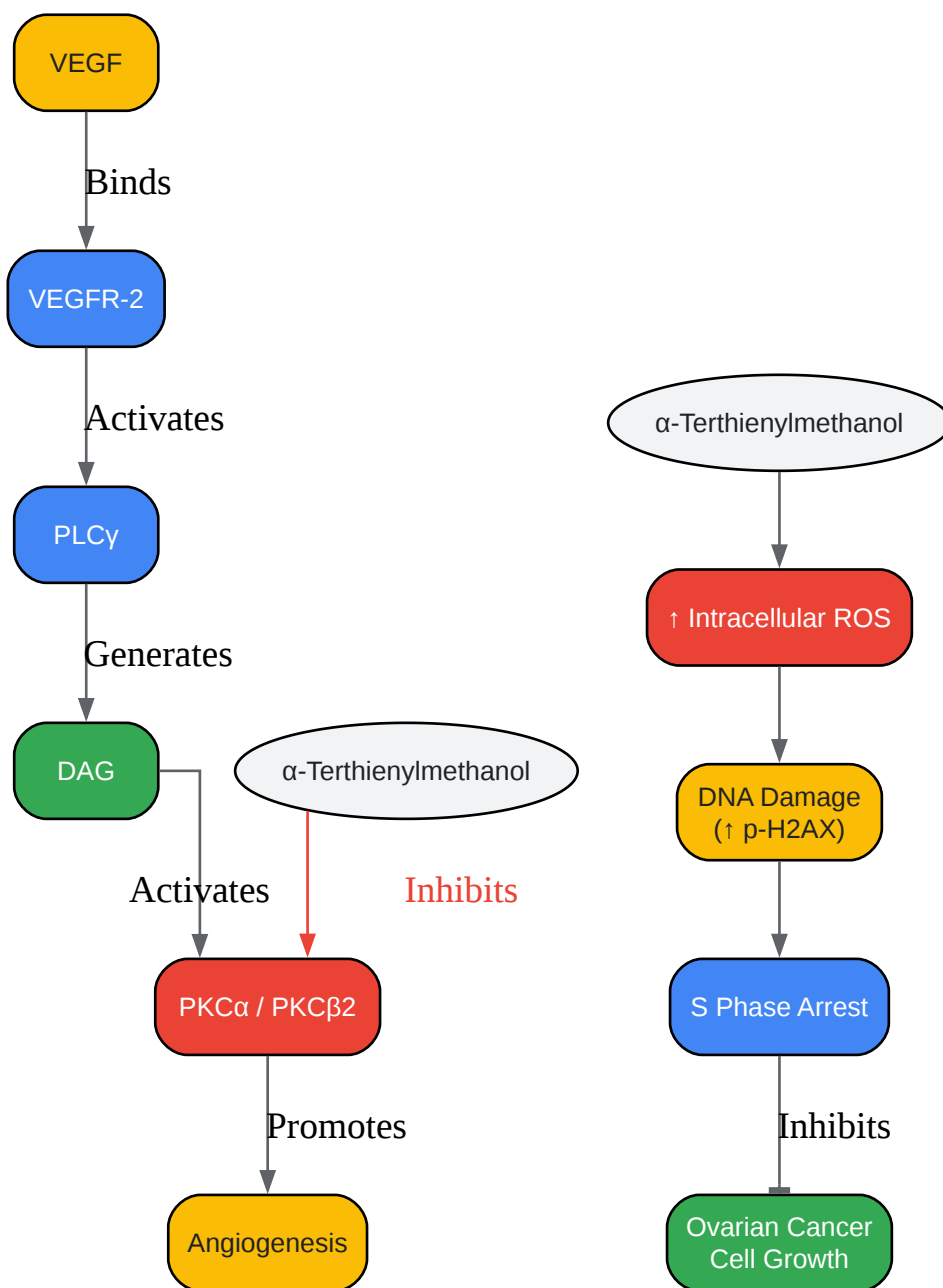 VEGF
Binds
VEGFR-2
Activates
PLCγ
Generates
DAG
α-Terthienylmethanol
Activates
Inhibits
PKCα / PKCβ2
Promotes
Angiogenesis
α-Terthienylmethanol
↑ Intracellular ROS
DNA Damage
(↑ p-H2AX)
S Phase Arrest
Inhibits
Ovarian Cancer
Cell Growth